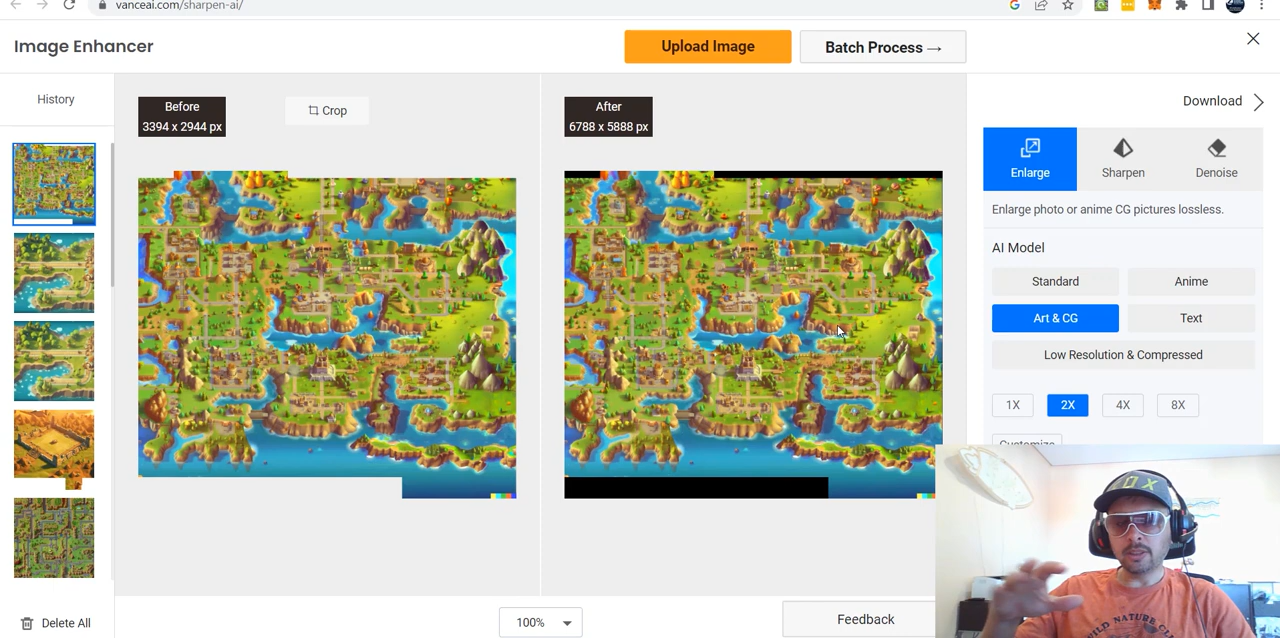 vanceai.com/sharpen-ai/
Image Enhancer
Upload Image
Batch Process →
History
Before
3394 x 2944 px
Crop
After
6788 x 5888 px
Download
Enlarge
Sharpen
Denoise
Enlarge photo or anime CG pictures lossless.
AI Model
Standard
Anime
Art & CG
Text
Low Resolution & Compressed
1X
2X
4X
8X
Customize
Delete All
100%
Feedback